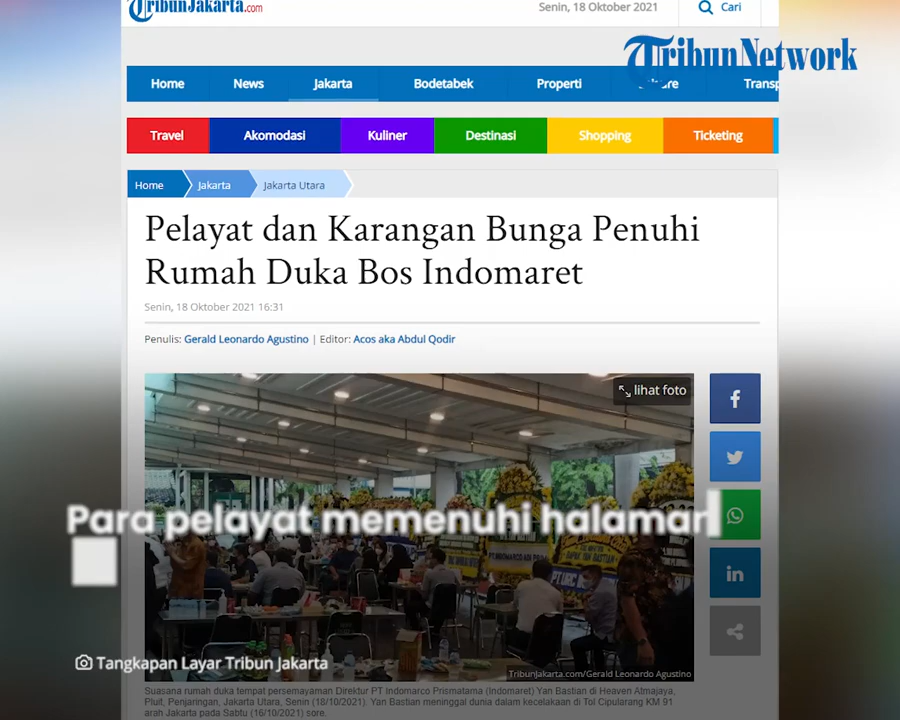 TribunJakarta.com
Senin, 18 Oktober 2021
Cari
TribunNetwork
Home News Jakarta Bodetabek Properti
Travel Akomodasi Kuliner Destinasi Shopping Ticketing
Home Jakarta Jakarta Utara
Pelayat dan Karangan Bunga Penuhi
Rumah Duka Bos Indomaret
Senin, 18 Oktober 2021 16:31
Penulis: Gerald Leonardo Agustino | Editor: Acos aka Abdul Qodir
lihat foto
Para pelayat memenuhi halaman
Tangkapan Layar Tribun Jakarta
TribunJakarta.com/Gerald Leonardo Agustino
Suasana rumah duka tempat persemayaman Direktur PT Indomarco Prismatama (Indomaret) Yan Bastian di Heaven Atmajaya,
Pluit, Penjaringan, Jakarta Utara, Senin (18/10/2021). Yan Bastian meninggal dunia dalam kecelakaan di Tol Cipularang KM 91
arah Jakarta pada Sabtu (16/10/2021) sore.